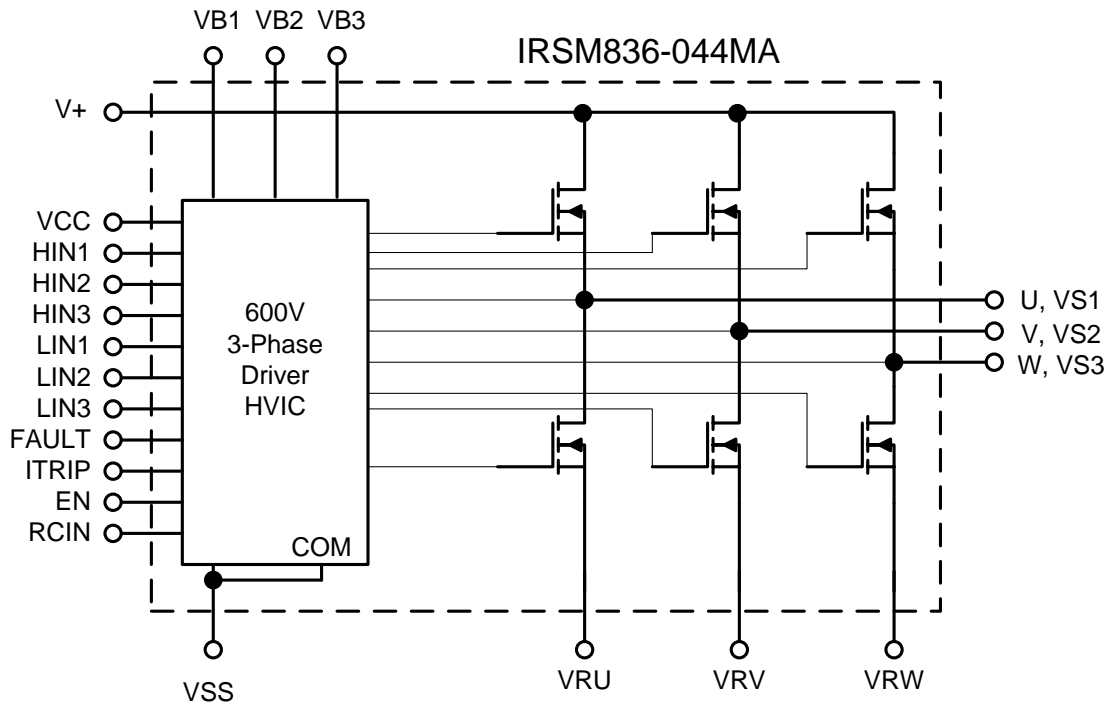 VB1 VB2 VB3
IRSM836-044MA
V+
VCC
HIN1
HIN2
HIN3
LIN1
LIN2
LIN3
FAULT
ITRIP
EN
RCIN
600V
3-Phase
Driver
HVIC
COM
U, VS1
V, VS2
W, VS3
VSS
VRU
VRV
VRW